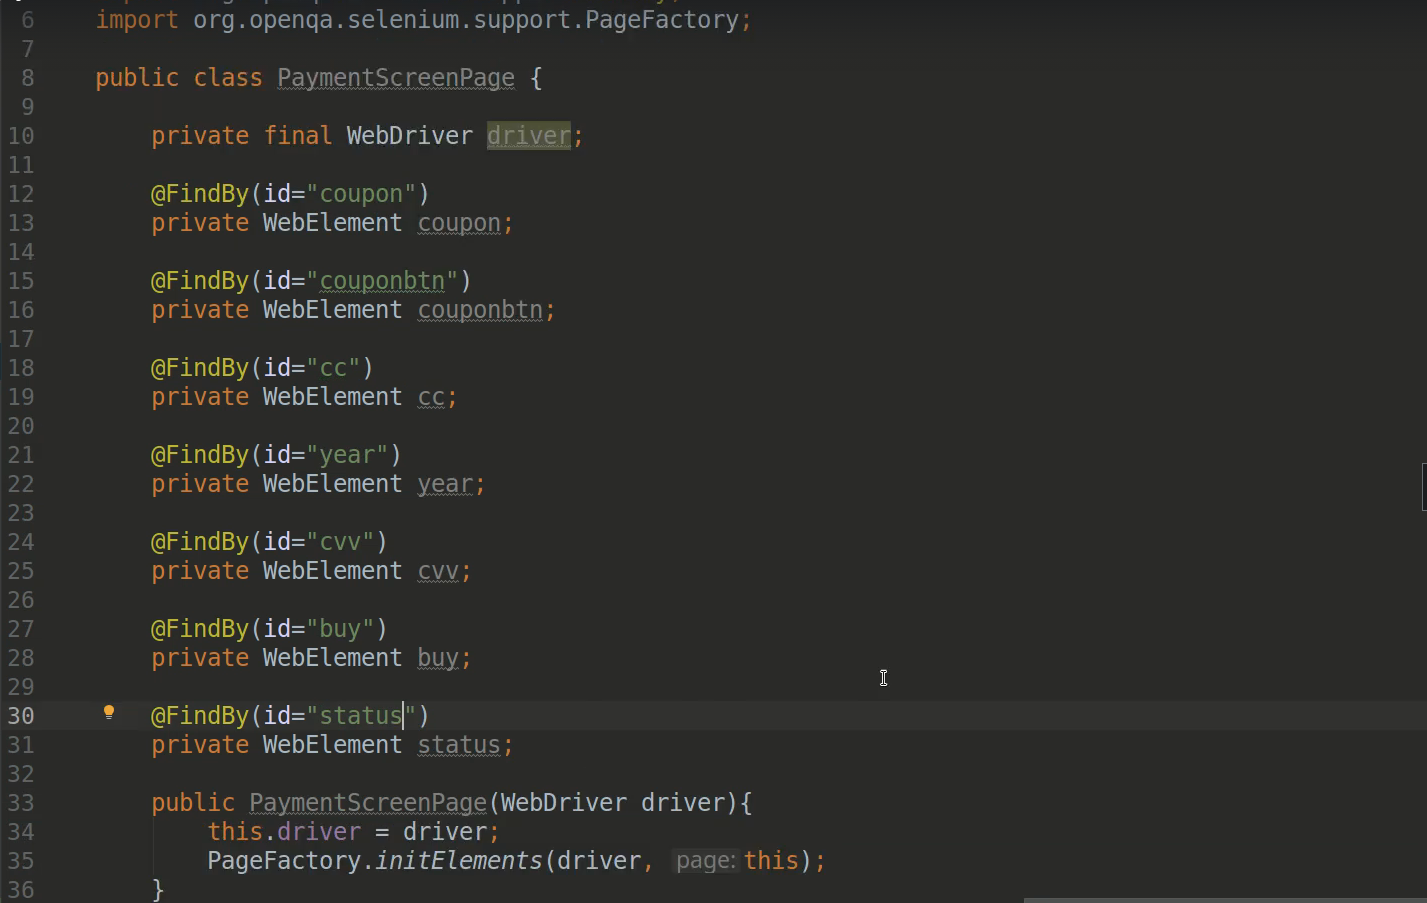 6 import org.openqa.selenium.support.PageFactory;
7
8 public class PaymentScreenPage {
9
10 private final WebDriver driver;
11
12 @FindBy(id="coupon")
13 private WebElement coupon;
14
15 @FindBy(id="couponbtn")
16 private WebElement couponbtn;
17
18 @FindBy(id="cc")
19 private WebElement cc;
20
21 @FindBy(id="year")
22 private WebElement year;
23
24 @FindBy(id="cvv")
25 private WebElement cvv;
26
27 @FindBy(id="buy")
28 private WebElement buy;
29
30 @FindBy(id="status")
31 private WebElement status;
32
33 public PaymentScreenPage(WebDriver driver){
34 this.driver = driver;
35 PageFactory.initElements(driver, page: this);
36 }